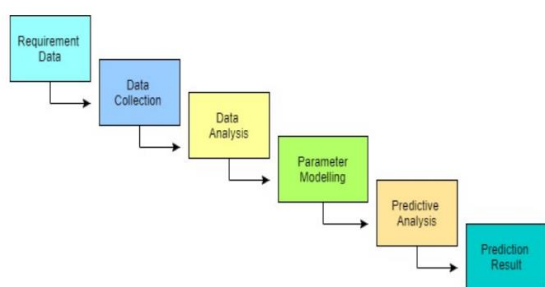 Requirement
Data
Data
Collection
Data
Analysis
Parameter
Modelling
Predictive
Analysis
Prediction
Result